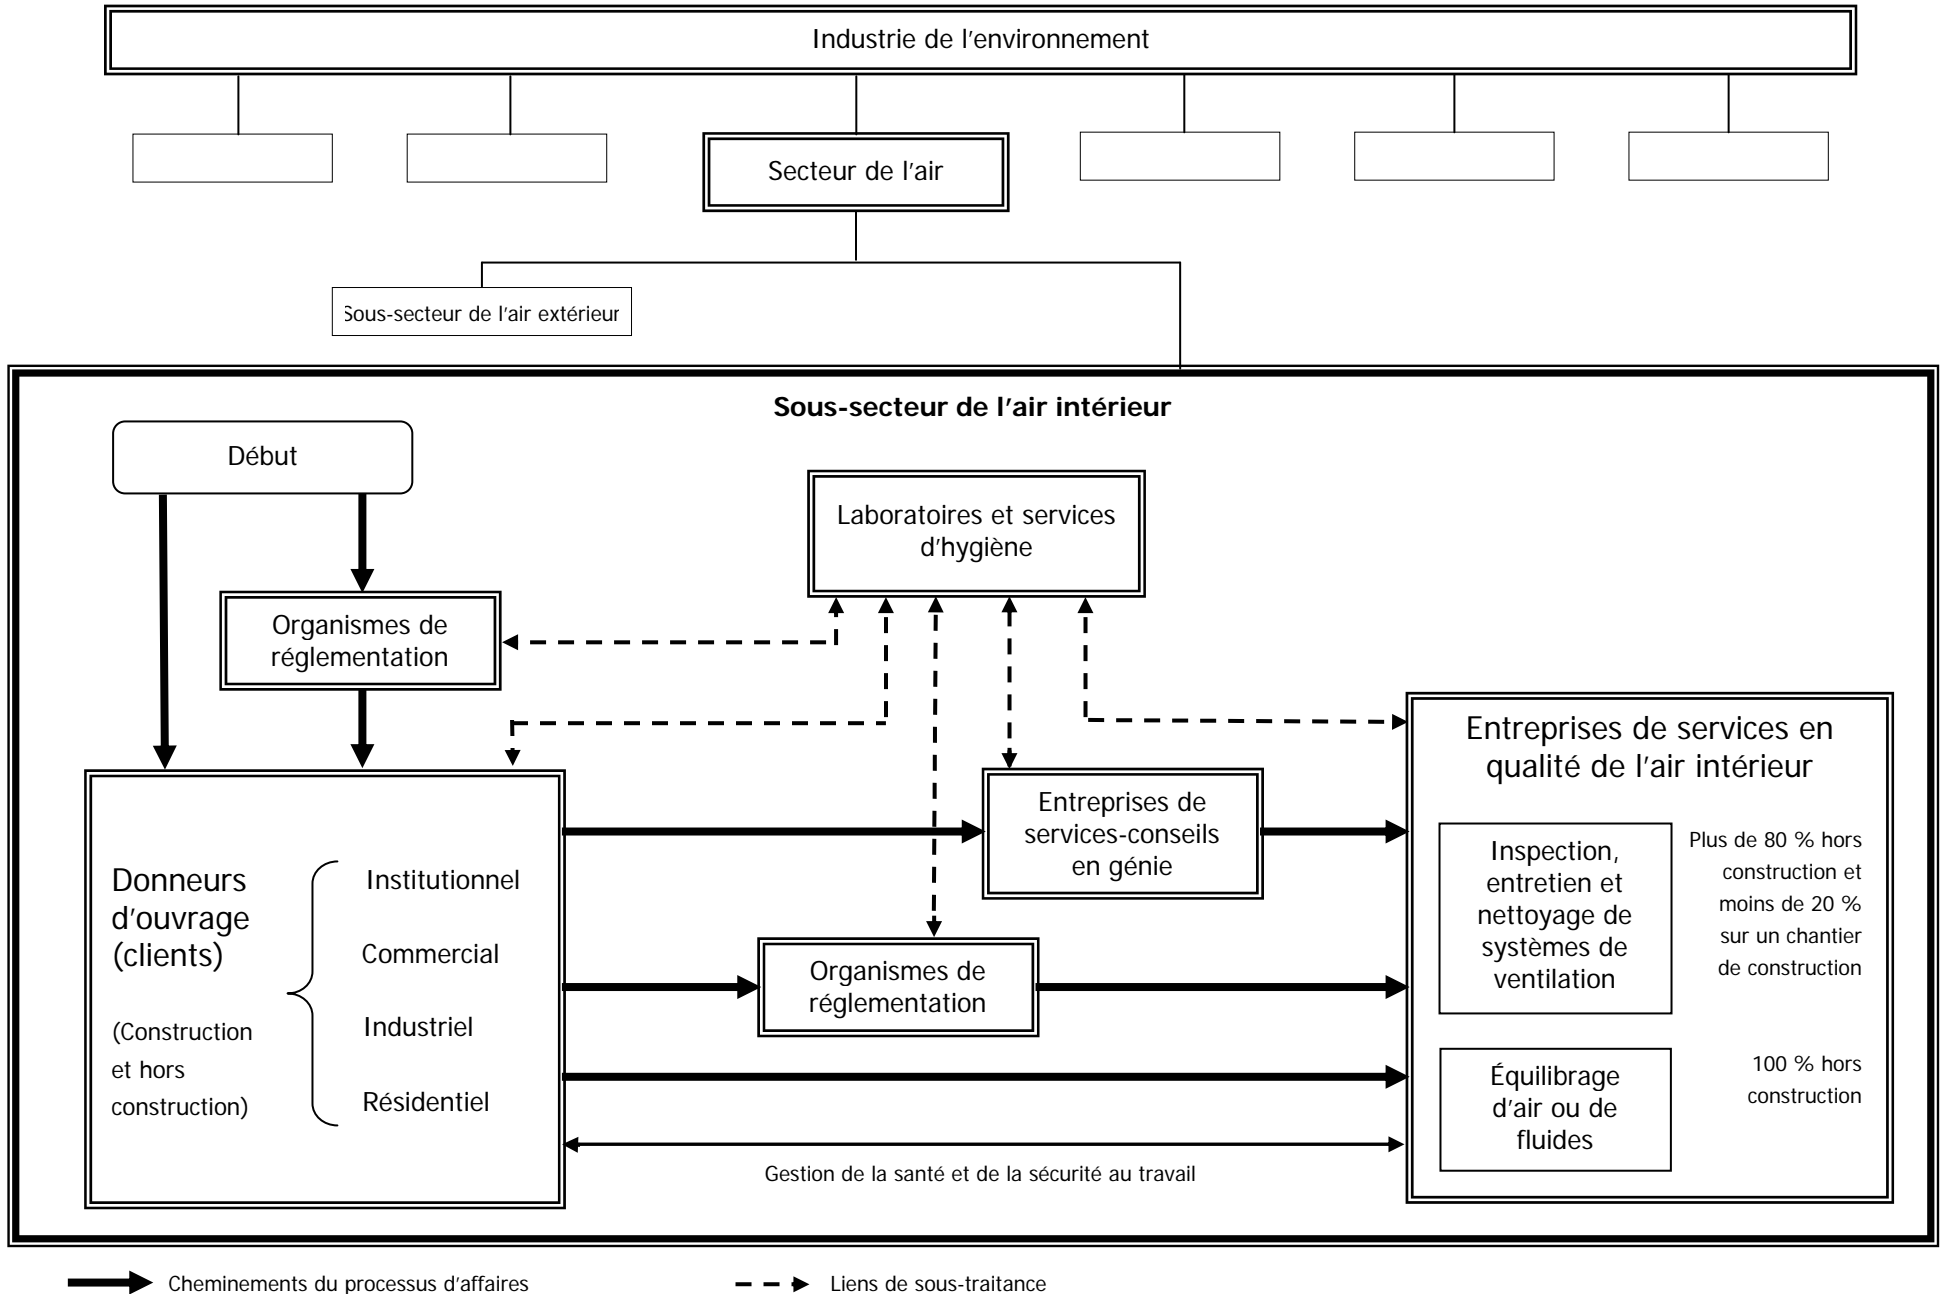 Industrie de l'environnement
Secteur de l'air
Sous-secteur de l'air extérieur
Sous-secteur de l'air intérieur
Début
Laboratoires et services
d'hygiène
Organismes de
réglementation
Entreprises de services en
qualité de l'air intérieur
Entreprises de
services-conseils
en génie
Inspection,
entretien et
nettoyage de
systèmes de
ventilation
Plus de 80 % hors
construction et
moins de 20 %
sur un chantier
de construction
Donneurs
d'ouvrage
(clients)
(Construction
et hors
construction)
Institutionnel
Commercial
Industriel
Résidentiel
Organismes de
réglementation
Équilibrage
d'air ou de
fluides
100 % hors
construction
Gestion de la santé et de la sécurité au travail
Cheminements du processus d'affaires
Liens de sous-traitance